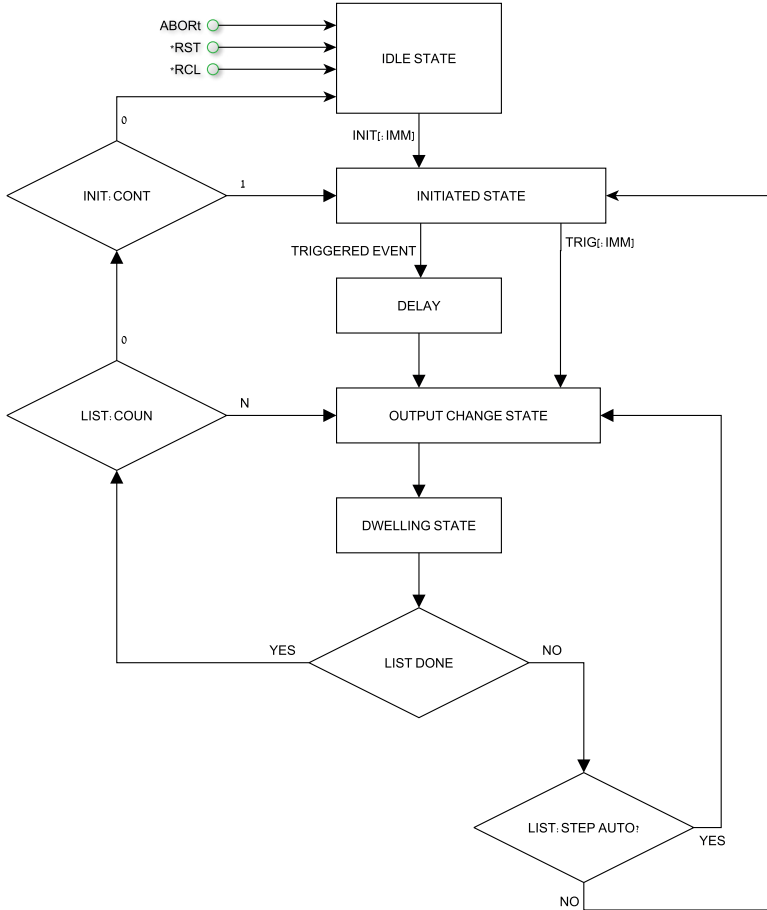 ABORt
*RST
*RCL
IDLE STATE
0
INIT[:IMM]
INIT:CONT
1
INITIATED STATE
TRIGGERED EVENT
TRIG[:IMM]
DELAY
0
LIST:COUN
N
OUTPUT CHANGE STATE
DWELLING STATE
YES
LIST DONE
NO
LIST:STEP AUTO?
YES
NO